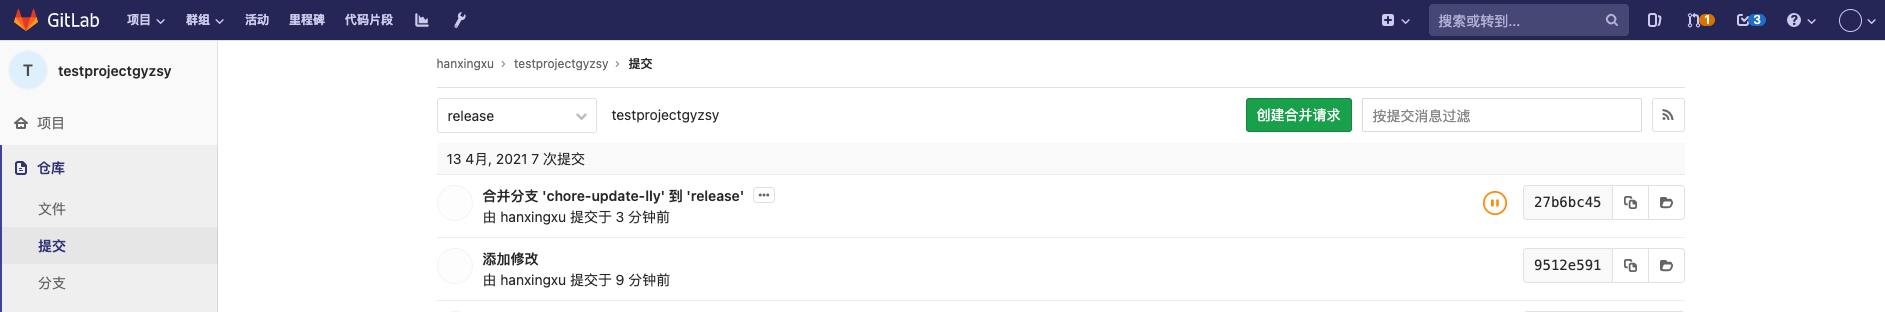 GitLab 项目 群组 活动 里程碑 代码片段 搜索或转到... 1 3
T testprojectgyzsy
项目
仓库
文件
提交
分支
hanxingxu > testprojectgyzsy > 提交
release testprojectgyzsy 创建合并请求 按提交消息过滤
13 4月, 2021 7 次提交
合并分支 'chore-update-lly' 到 'release' 27b6bc45
由 hanxingxu 提交于 3 分钟前
添加修改 9512e591
由 hanxingxu 提交于 9 分钟前